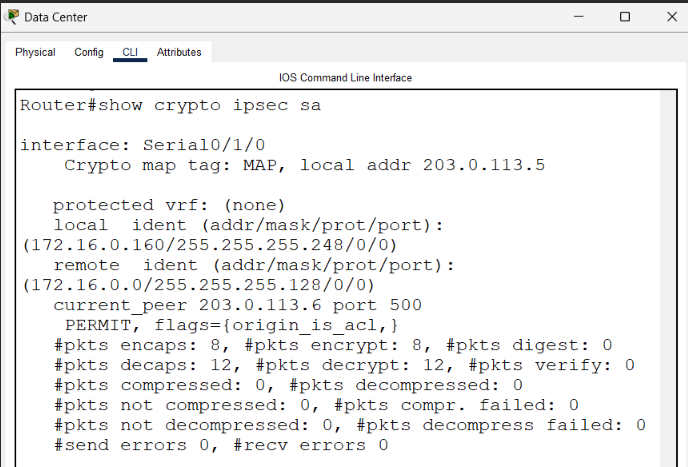 Data Center
Physical Config CLI Attributes
IOS Command Line Interface
Router#show crypto ipsec sa
interface: Serial0/1/0
Crypto map tag: MAP, local addr 203.0.113.5
protected vrf: (none)
local ident (addr/mask/prot/port):
(172.16.0.160/255.255.255.248/0/0)
remote ident (addr/mask/prot/port):
(172.16.0.0/255.255.255.128/0/0)
current_peer 203.0.113.6 port 500
PERMIT, flags={origin_is_acl,}
#pkts encaps: 8, #pkts encrypt: 8, #pkts digest: 0
#pkts decaps: 12, #pkts decrypt: 12, #pkts verify: 0
#pkts compressed: 0, #pkts decompressed: 0
#pkts not compressed: 0, #pkts compr. failed: 0
#pkts not decompressed: 0, #pkts decompress failed: 0
#send errors 0, #recv errors 0